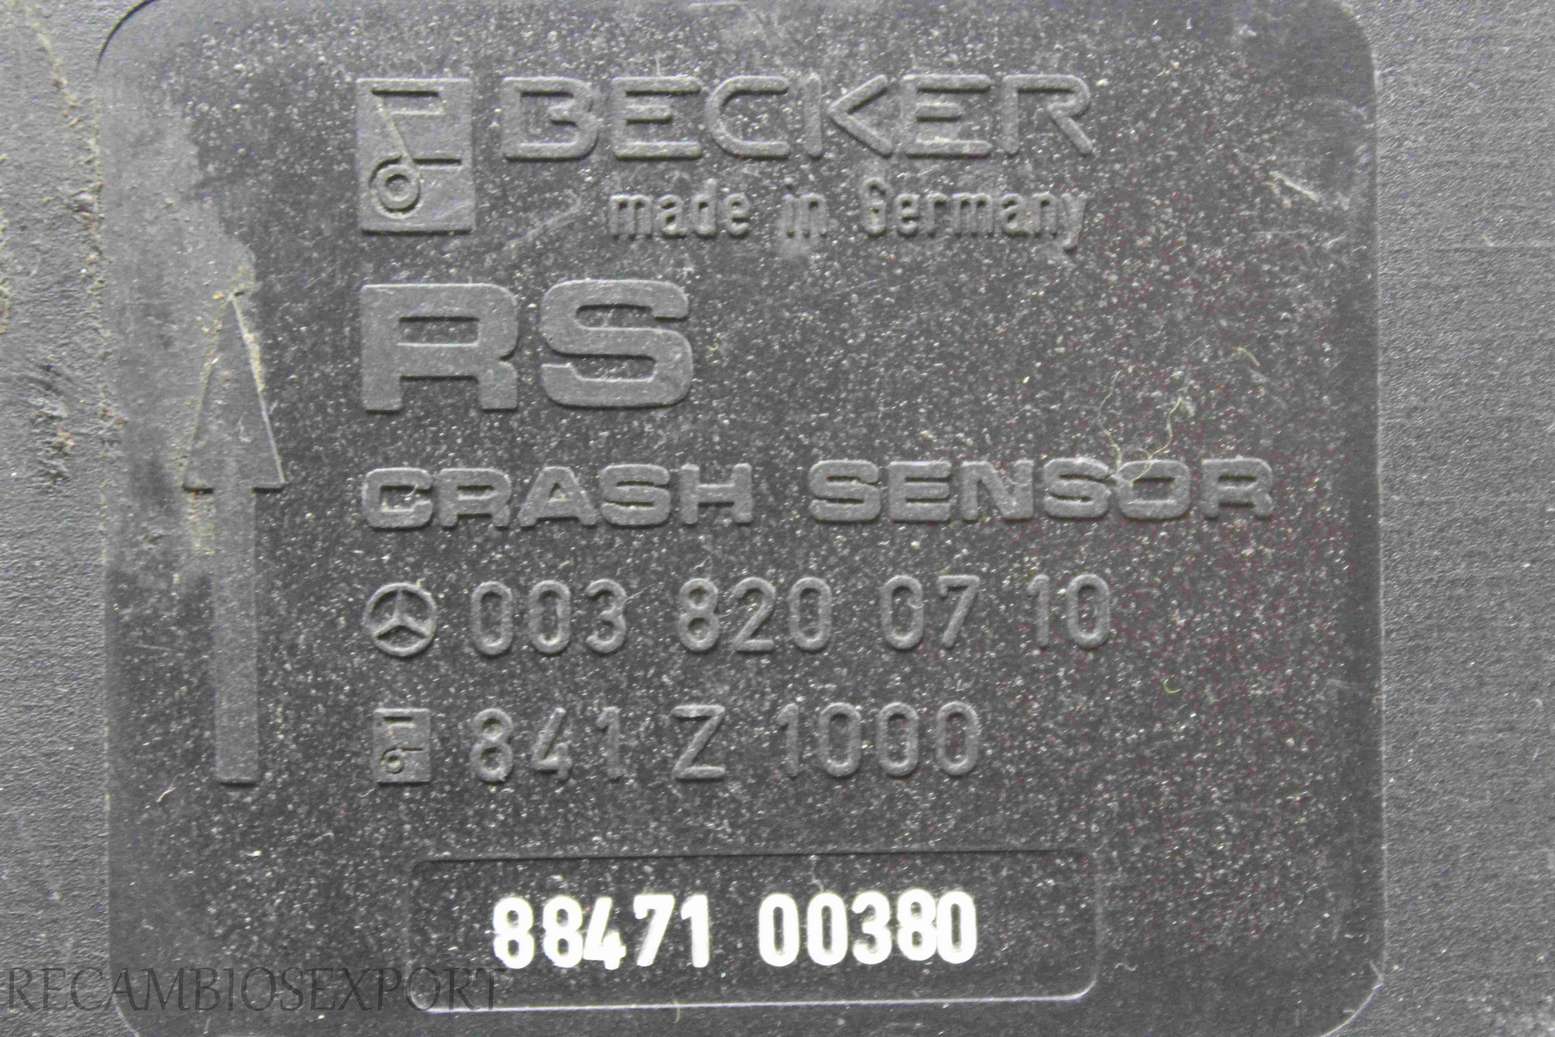 BECKER
made in Germany
RS
CRASH SENSOR
003 820 07 10
841 Z 1000
88471 00380
RECAMBIOSEXPORT